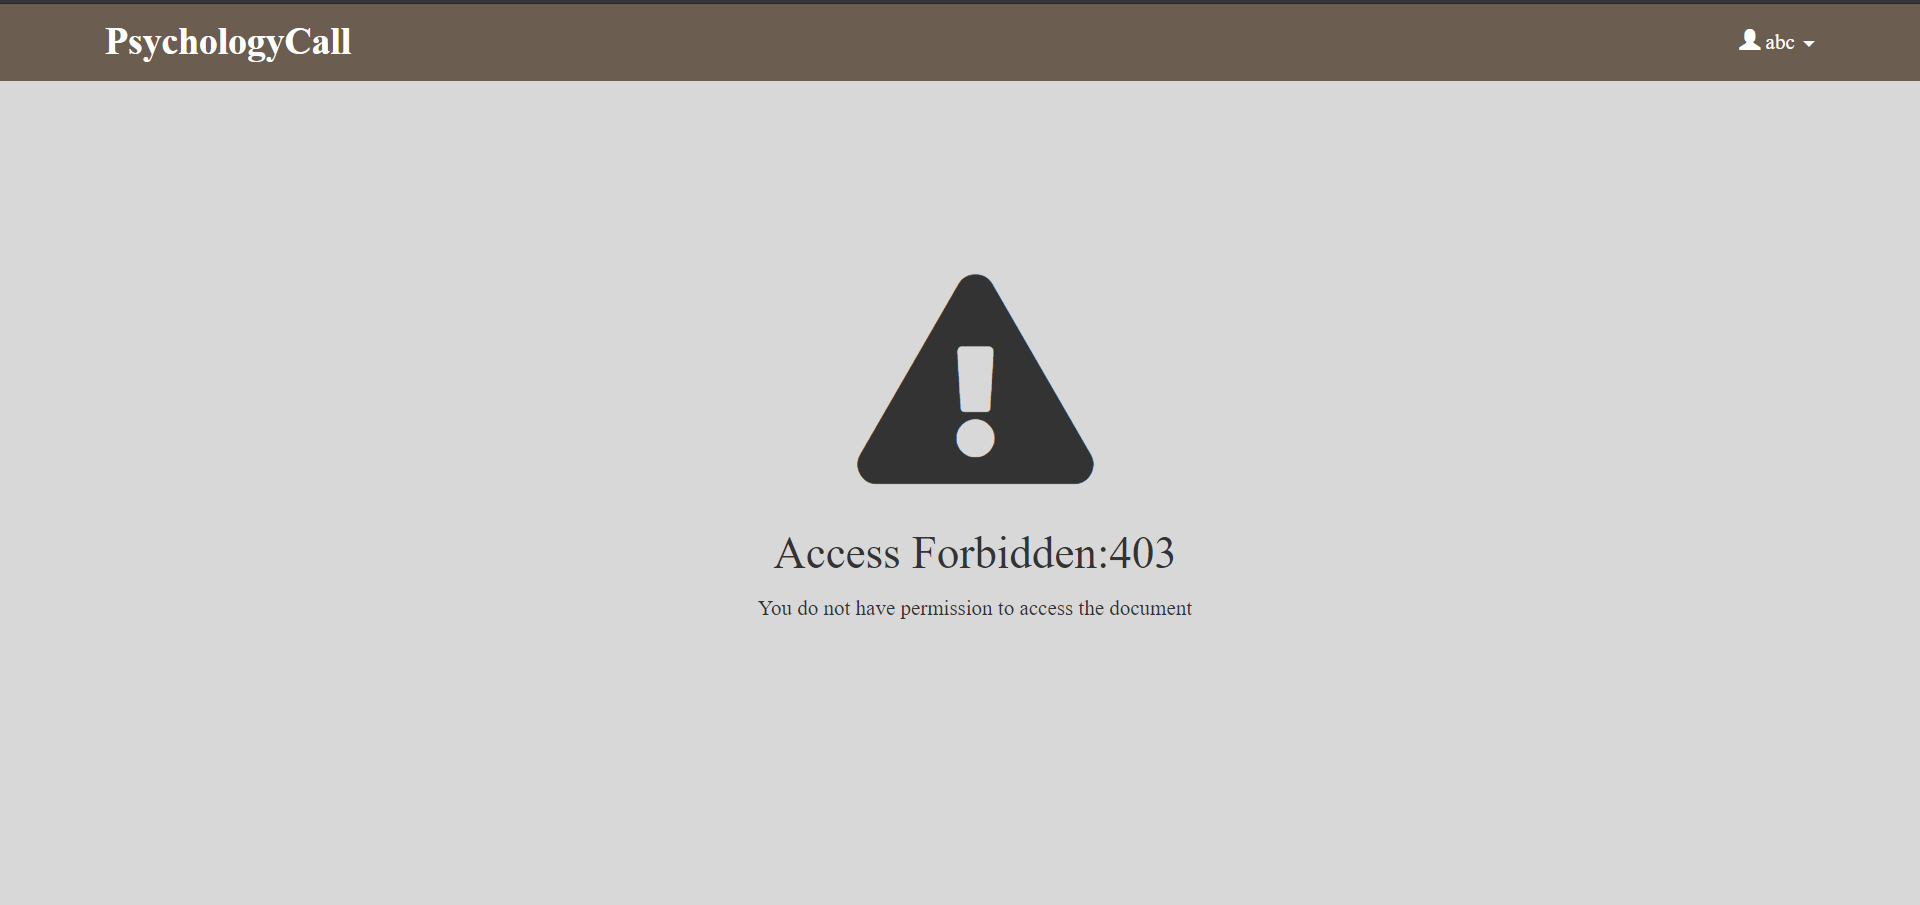 PsychologyCall
abc
Access Forbidden:403
You do not have permission to access the document